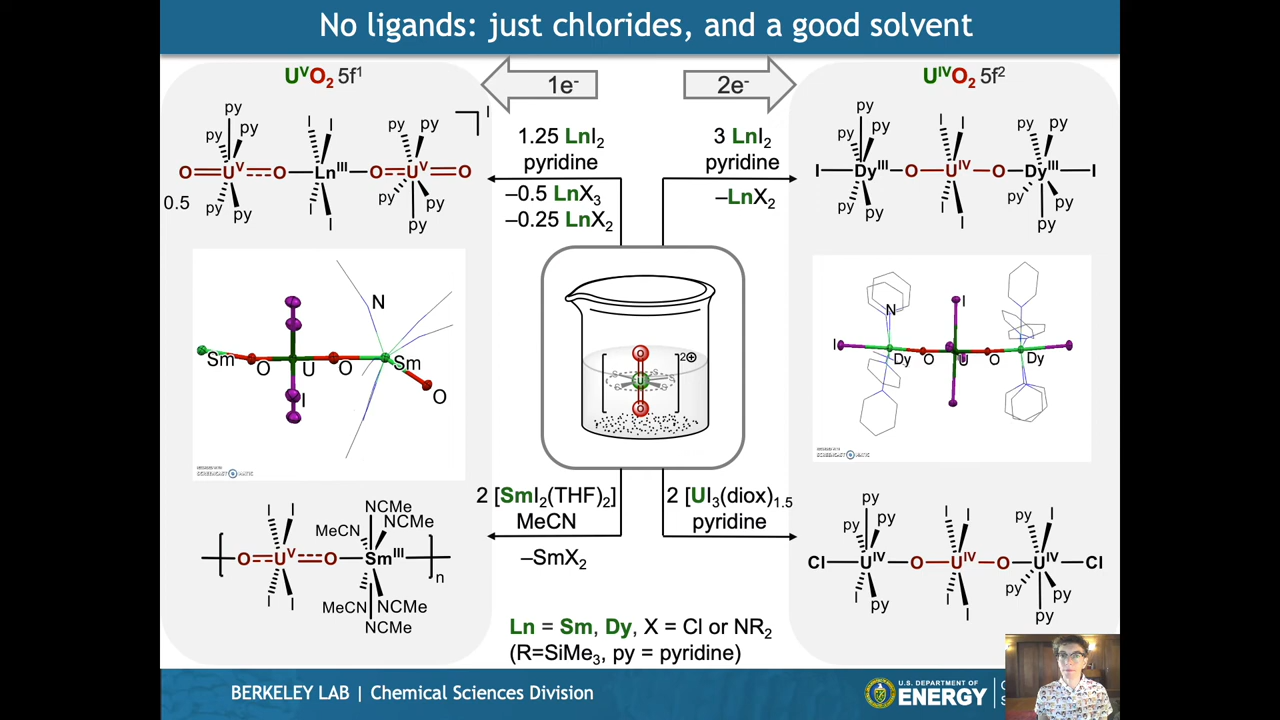 No ligands: just chlorides, and a good solvent
UⱽO₂ 5f¹
1e⁻
2e⁻
UᴵⱽO₂ 5f²
py
py py
I I
py py
I
O=Uⱽ=O—Lnᴵᴵᴵ—O=Uⱽ=O
0.5
py py
I I
py py
py
1.25 LnI₂
pyridine
–0.5 LnX₃
–0.25 LnX₂
3 LnI₂
pyridine
–LnX₂
py
py py
I I
py py
I—Dyᴵᴵᴵ—O—Uᴵⱽ—O—Dyᴵᴵᴵ—I
py py
I I
py py
py
N
Sm O U O Sm
I
O
[ O U O ]²⊕
S S S S S
N
I
I Dy O U O Dy
2 [SmI₂(THF)₂]
MeCN
–SmX₂
2 [UI₃(diox)₁.₅
pyridine
I I
NCMe
MeCN NCMe
[O=Uⱽ=O—Smᴵᴵᴵ]n
I I
MeCN NCMe
NCMe
py
py py
I I
py I
Cl—Uᴵⱽ—O—Uᴵⱽ—O—Uᴵⱽ—Cl
I py
I I
py py
py
Ln = Sm, Dy, X = Cl or NR₂
(R=SiMe₃, py = pyridine)
BERKELEY LAB | Chemical Sciences Division
U.S. DEPARTMENT OF
ENERGY